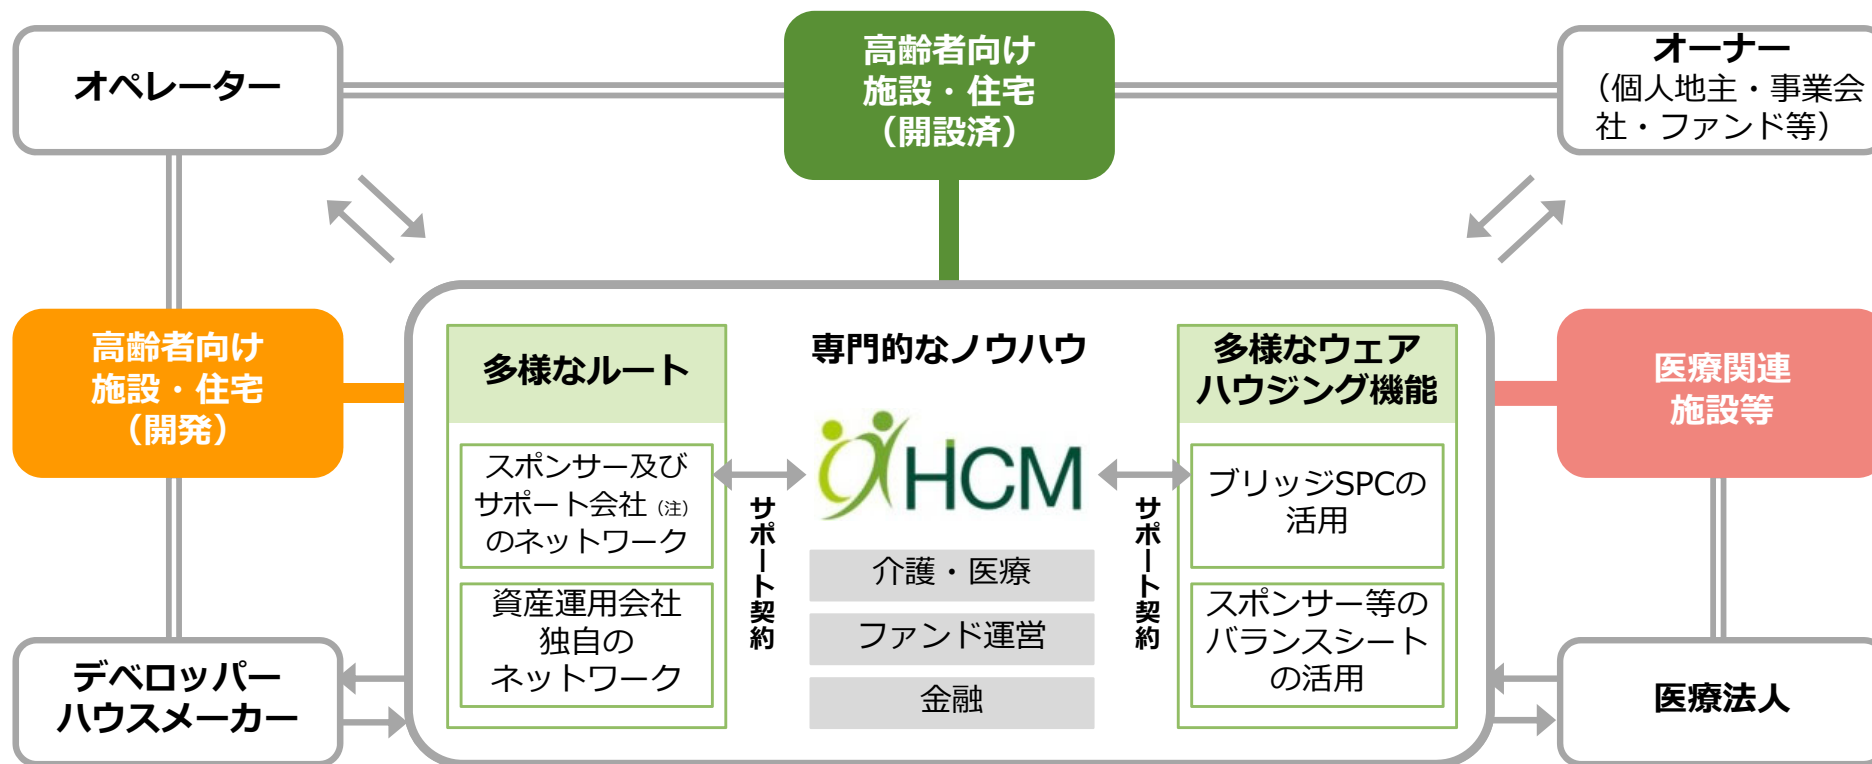 オペレーター
高齢者向け
施設・住宅
（開設済）
オーナー
（個人地主・事業会
社・ファンド等）
高齢者向け
施設・住宅
（開発）
多様なルート
スポンサー及び
サポート会社（注）
のネットワーク
資産運用会社
独自の
ネットワーク
サポート契約
専門的なノウハウ
HCM
介護・医療
ファンド運営
金融
サポート契約
多様なウェア
ハウジング機能
ブリッジSPCの
活用
スポンサー等の
バランスシート
の活用
医療関連
施設等
デベロッパー
ハウスメーカー
医療法人